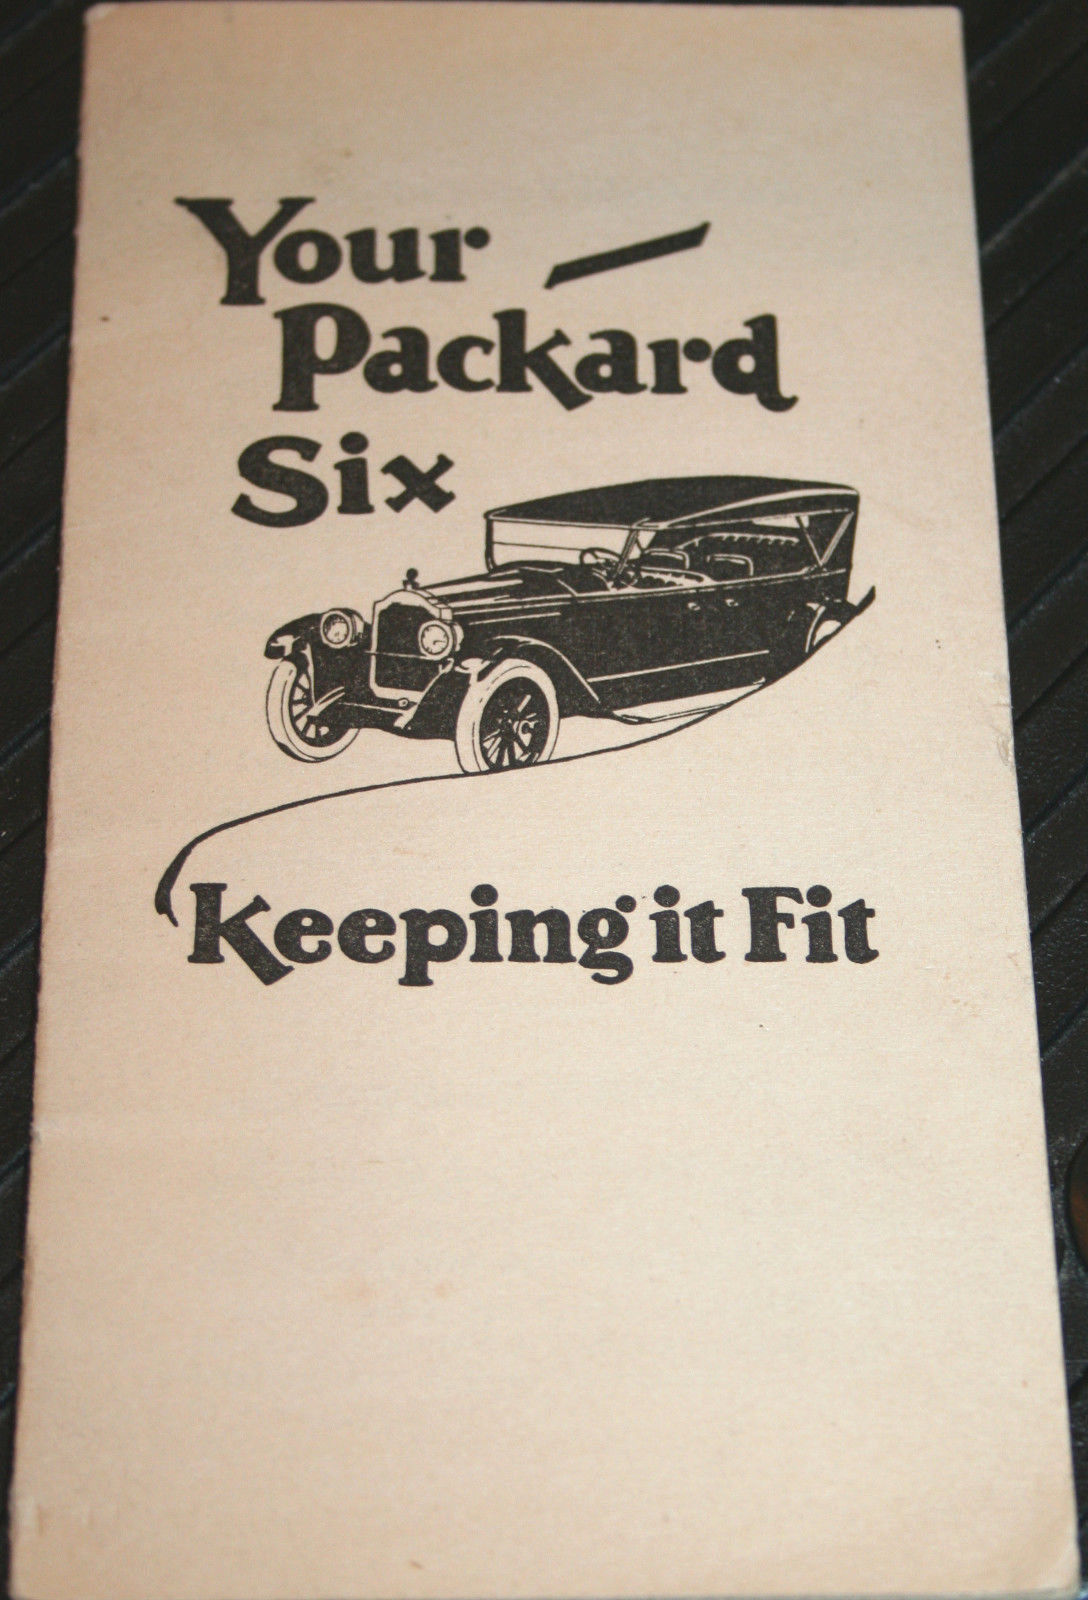 Your
Packard
Six
Keeping it Fit